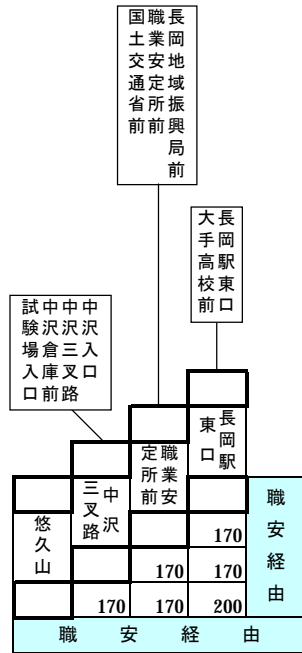 長岡地域振興局前
職業安定所前
国土交通省前
長岡駅東口
大手高校前
中沢入口
中沢三叉路
中沢倉庫前
試験場入口
長岡駅
東口
職業安
定所前
中沢
三叉路
悠久山
職安経由
170
170 170
170 170 200
職安経由